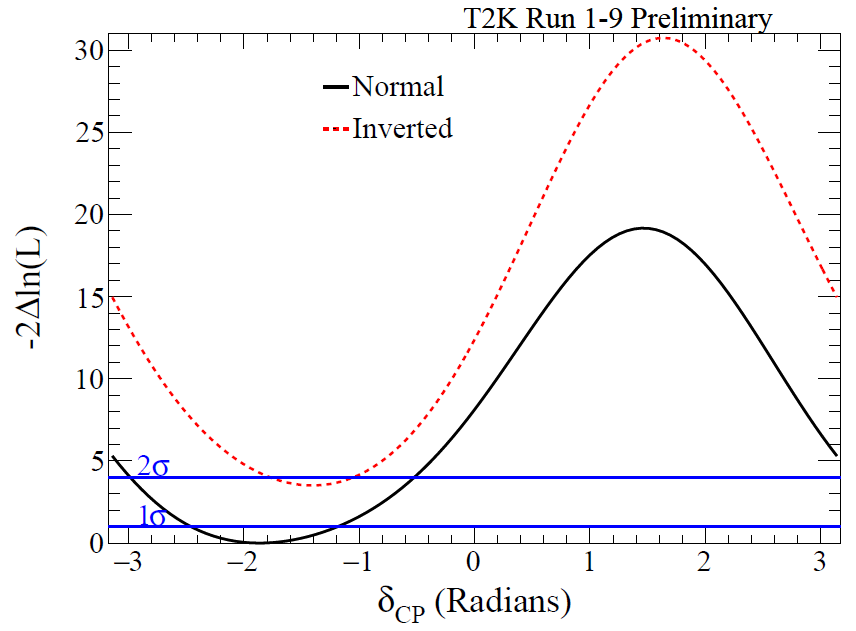 T2K Run 1-9 Preliminary
-2Δln(L)
30
25
20
15
10
5
0
Normal
Inverted
2σ
1σ
−3
−2
−1
0
1
2
3
δCP (Radians)